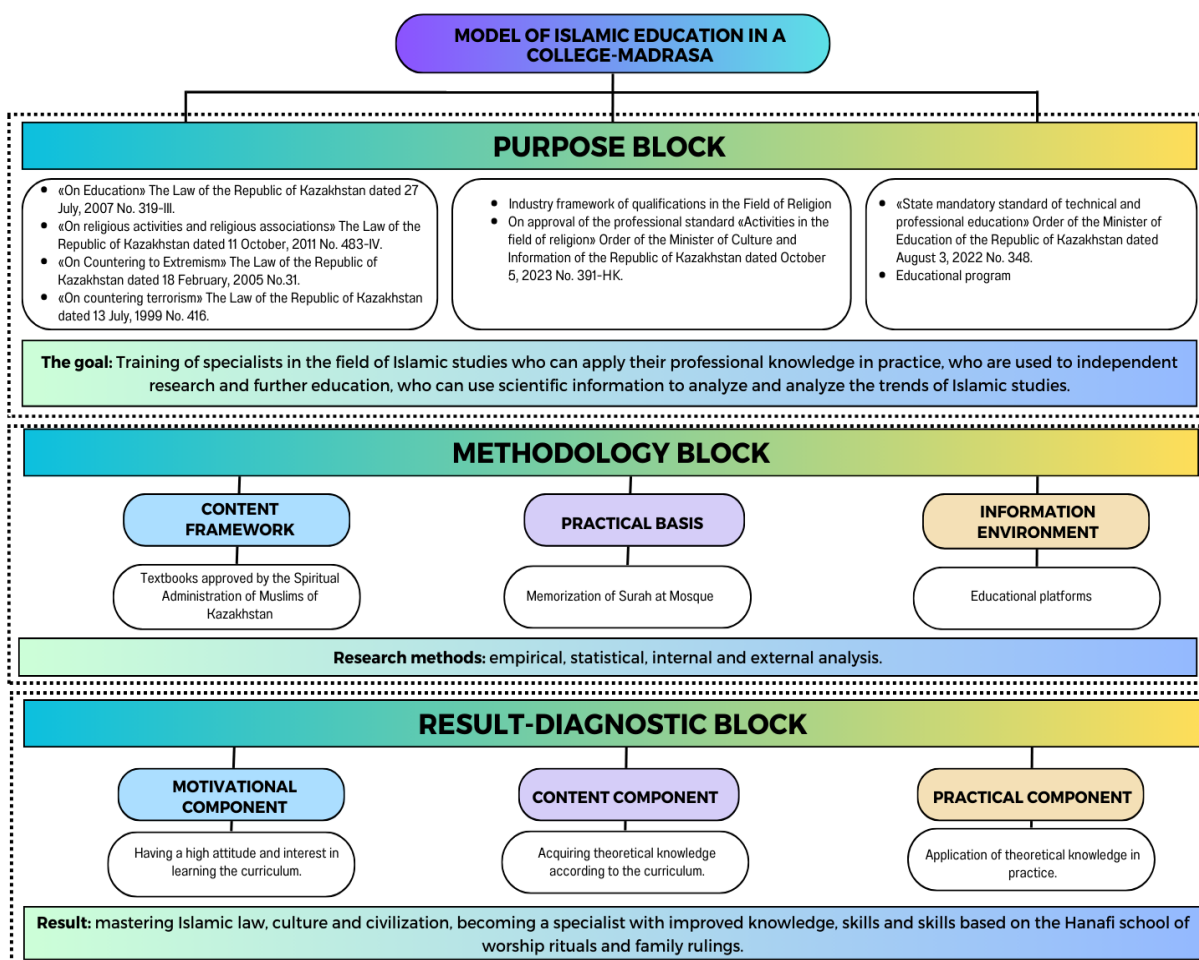 MODEL OF ISLAMIC EDUCATION IN A
COLLEGE-MADRASA
PURPOSE BLOCK
• «On Education» The Law of the Republic of Kazakhstan dated 27
July, 2007 No. 319-III.
• «On religious activities and religious associations» The Law of the
Republic of Kazakhstan dated 11 October, 2011 No. 483-IV.
• «On Countering to Extremism» The Law of the Republic of
Kazakhstan dated 18 February, 2005 No.31.
• «On countering terrorism» The Law of the Republic of Kazakhstan
dated 13 July, 1999 No. 416.
• Industry framework of qualifications in the Field of Religion
• On approval of the professional standard «Activities in the
field of religion» Order of the Minister of Culture and
Information of the Republic of Kazakhstan dated October
5, 2023 No. 391-HK.
• «State mandatory standard of technical and
professional education» Order of the Minister of
Education of the Republic of Kazakhstan dated
August 3, 2022 No. 348.
• Educational program
The goal: Training of specialists in the field of Islamic studies who can apply their professional knowledge in practice, who are used to independent
research and further education, who can use scientific information to analyze and analyze the trends of Islamic studies.
METHODOLOGY BLOCK
CONTENT
FRAMEWORK
Textbooks approved by the Spiritual
Administration of Muslims of
Kazakhstan
PRACTICAL BASIS
Memorization of Surah at Mosque
INFORMATION
ENVIRONMENT
Educational platforms
Research methods: empirical, statistical, internal and external analysis.
RESULT-DIAGNOSTIC BLOCK
MOTIVATIONAL
COMPONENT
Having a high attitude and interest in
learning the curriculum.
CONTENT COMPONENT
Acquiring theoretical knowledge
according to the curriculum.
PRACTICAL COMPONENT
Application of theoretical knowledge in
practice.
Result: mastering Islamic law, culture and civilization, becoming a specialist with improved knowledge, skills and skills based on the Hanafi school of
worship rituals and family rulings.